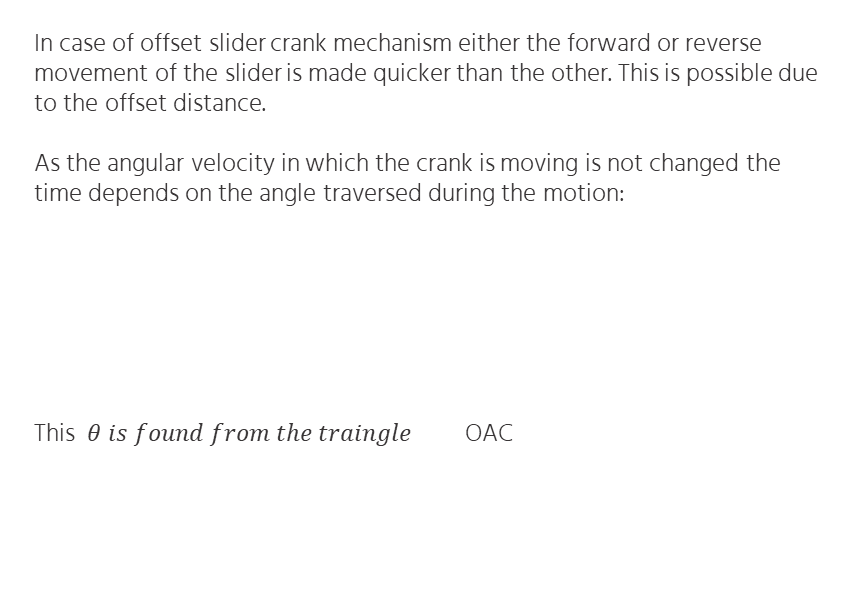 In case of offset slider crank mechanism either the forward or reverse
movement of the slider is made quicker than the other. This is possible due
to the offset distance.
As the angular velocity in which the crank is moving is not changed the
time depends on the angle traversed during the motion:
This θ is found from the traingle OAC